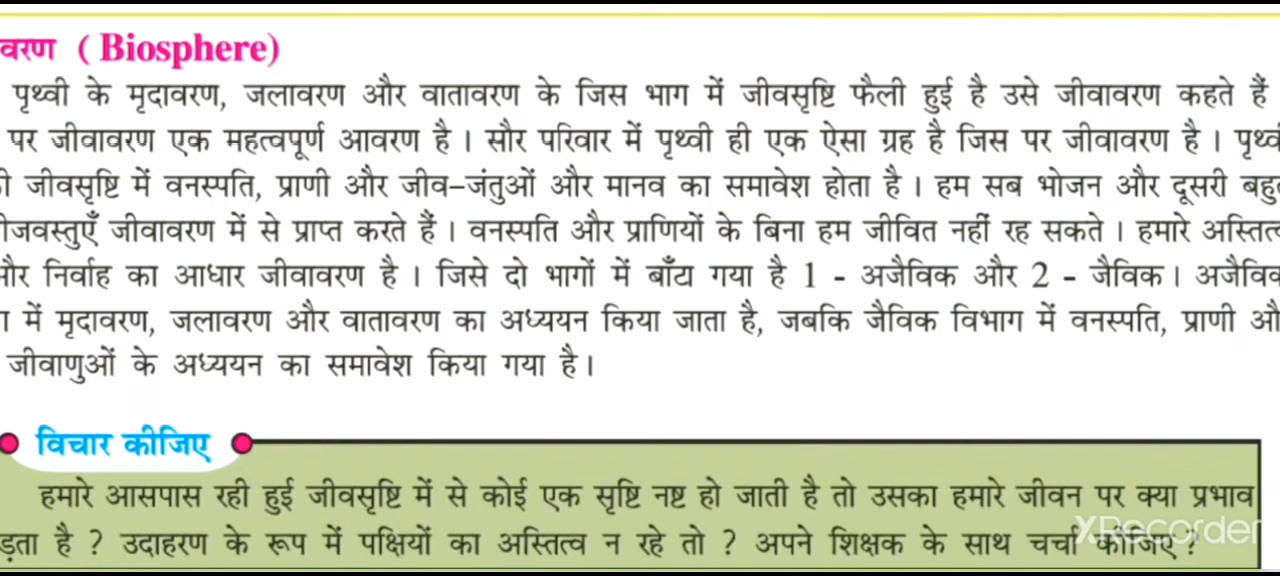 वरण ( Biosphere)
पृथ्वी के मृदावरण, जलावरण और वातावरण के जिस भाग में जीवसृष्टि फैली हुई है उसे जीवावरण कहते हैं
पर जीवावरण एक महत्वपूर्ण आवरण है । सौर परिवार में पृथ्वी ही एक ऐसा ग्रह है जिस पर जीवावरण है । पृथ्वी
जीवसृष्टि में वनस्पति, प्राणी और जीव-जंतुओं और मानव का समावेश होता है । हम सब भोजन और दूसरी बहुत
जीवावरण में से प्राप्त करते हैं । वनस्पति और प्राणियों के बिना हम जीवित नहीं रह सकते । हमारे अस्तित्व
और निर्वाह का आधार जीवावरण है । जिसे दो भागों में बाँटा गया है 1 - अजैविक और 2 - जैविक । अजैविक
में मृदावरण, जलावरण और वातावरण का अध्ययन किया जाता है, जबकि जैविक विभाग में वनस्पति, प्राणी औ
जीवाणुओं के अध्ययन का समावेश किया गया है ।
विचार कीजिए
हमारे आसपास रही हुई जीवसृष्टि में से कोई एक सृष्टि नष्ट हो जाती है तो उसका हमारे जीवन पर क्या प्रभाव
ड़ता है ? उदाहरण के रूप में पक्षियों का अस्तित्व न रहे तो ? अपने शिक्षक के साथ चर्चा कीजिए ?
XRecorder